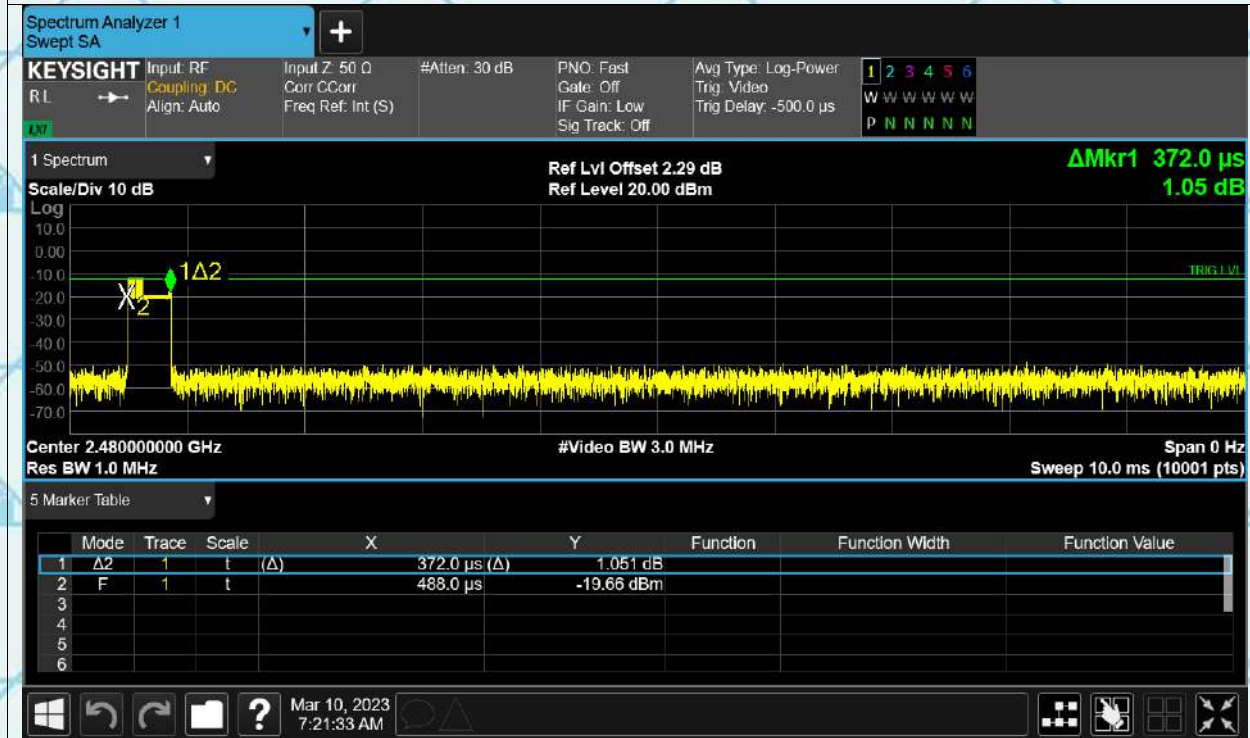 Spectrum Analyzer 1
Swept SA
+
KEYSIGHT
RL
LXI
Input: RF
Coupling: DC
Align: Auto
Input Z: 50 Ω
Corr CCorr
Freq Ref: Int (S)
#Atten: 30 dB
PNO: Fast
Gate: Off
IF Gain: Low
Sig Track: Off
Avg Type: Log-Power
Trig: Video
Trig Delay: -500.0 µs
1 2 3 4 5 6
W W W W W W
P N N N N N
1 Spectrum
Scale/Div 10 dB
Ref Lvl Offset 2.29 dB
Ref Level 20.00 dBm
ΔMkr1 372.0 µs
1.05 dB
Log
10.0
0.00
-10.0
-20.0
-30.0
-40.0
-50.0
-60.0
-70.0
1Δ2
X2
TRIG LVL
Center 2.480000000 GHz
#Video BW 3.0 MHz
Span 0 Hz
Res BW 1.0 MHz
Sweep 10.0 ms (10001 pts)
5 Marker Table
Mode Trace Scale X Y Function Function Width Function Value
1 Δ2 1 t (Δ) 372.0 µs (Δ) 1.051 dB
2 F 1 t 488.0 µs -19.66 dBm
3
4
5
6
?
Mar 10, 2023
7:21:33 AM